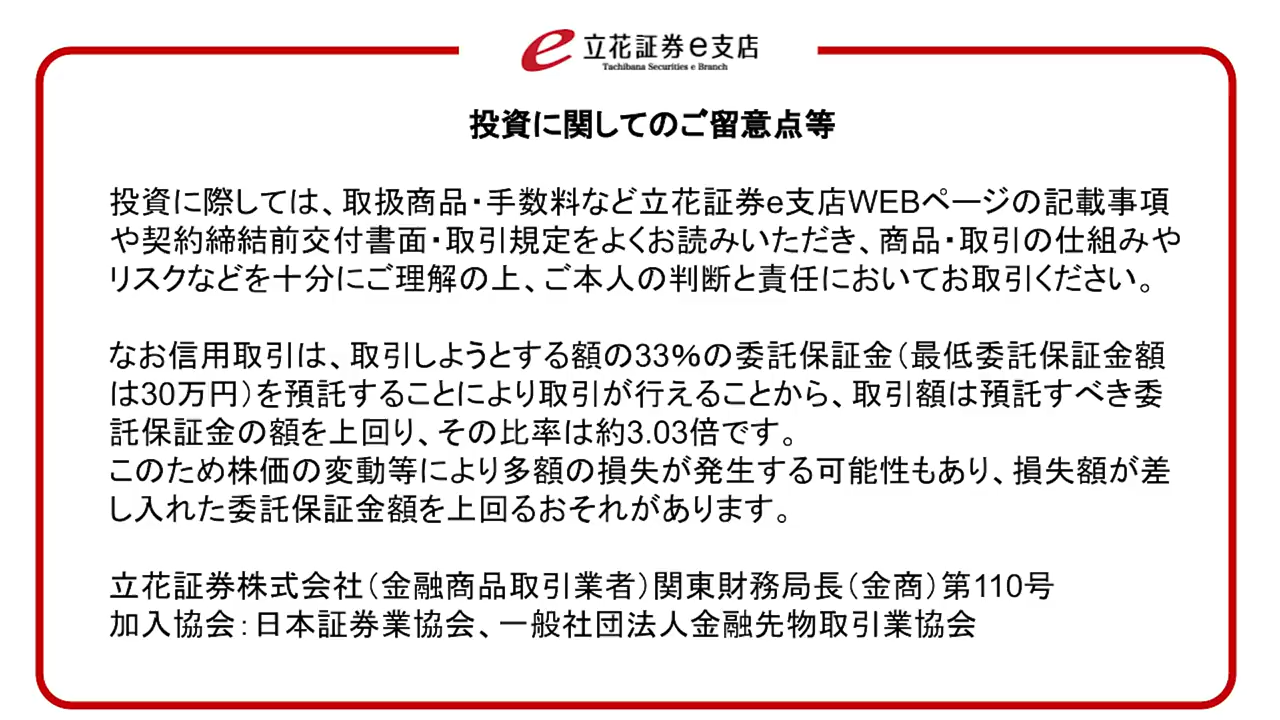 立花証券e支店
Tachibana Securities e Branch
投資に関してのご留意点等
投資に際しては、取扱商品・手数料など立花証券e支店WEBページの記載事項
や契約締結前交付書面・取引規定をよくお読みいただき、商品・取引の仕組みや
リスクなどを十分にご理解の上、ご本人の判断と責任においてお取引ください。
なお信用取引は、取引しようとする額の33%の委託保証金（最低委託保証金額
は30万円）を預託することにより取引が行えることから、取引額は預託すべき委
託保証金の額を上回り、その比率は約3.03倍です。
このため株価の変動等により多額の損失が発生する可能性もあり、損失額が差
し入れた委託保証金額を上回るおそれがあります。
立花証券株式会社（金融商品取引業者）関東財務局長（金商）第110号
加入協会：日本証券業協会、一般社団法人金融先物取引業協会